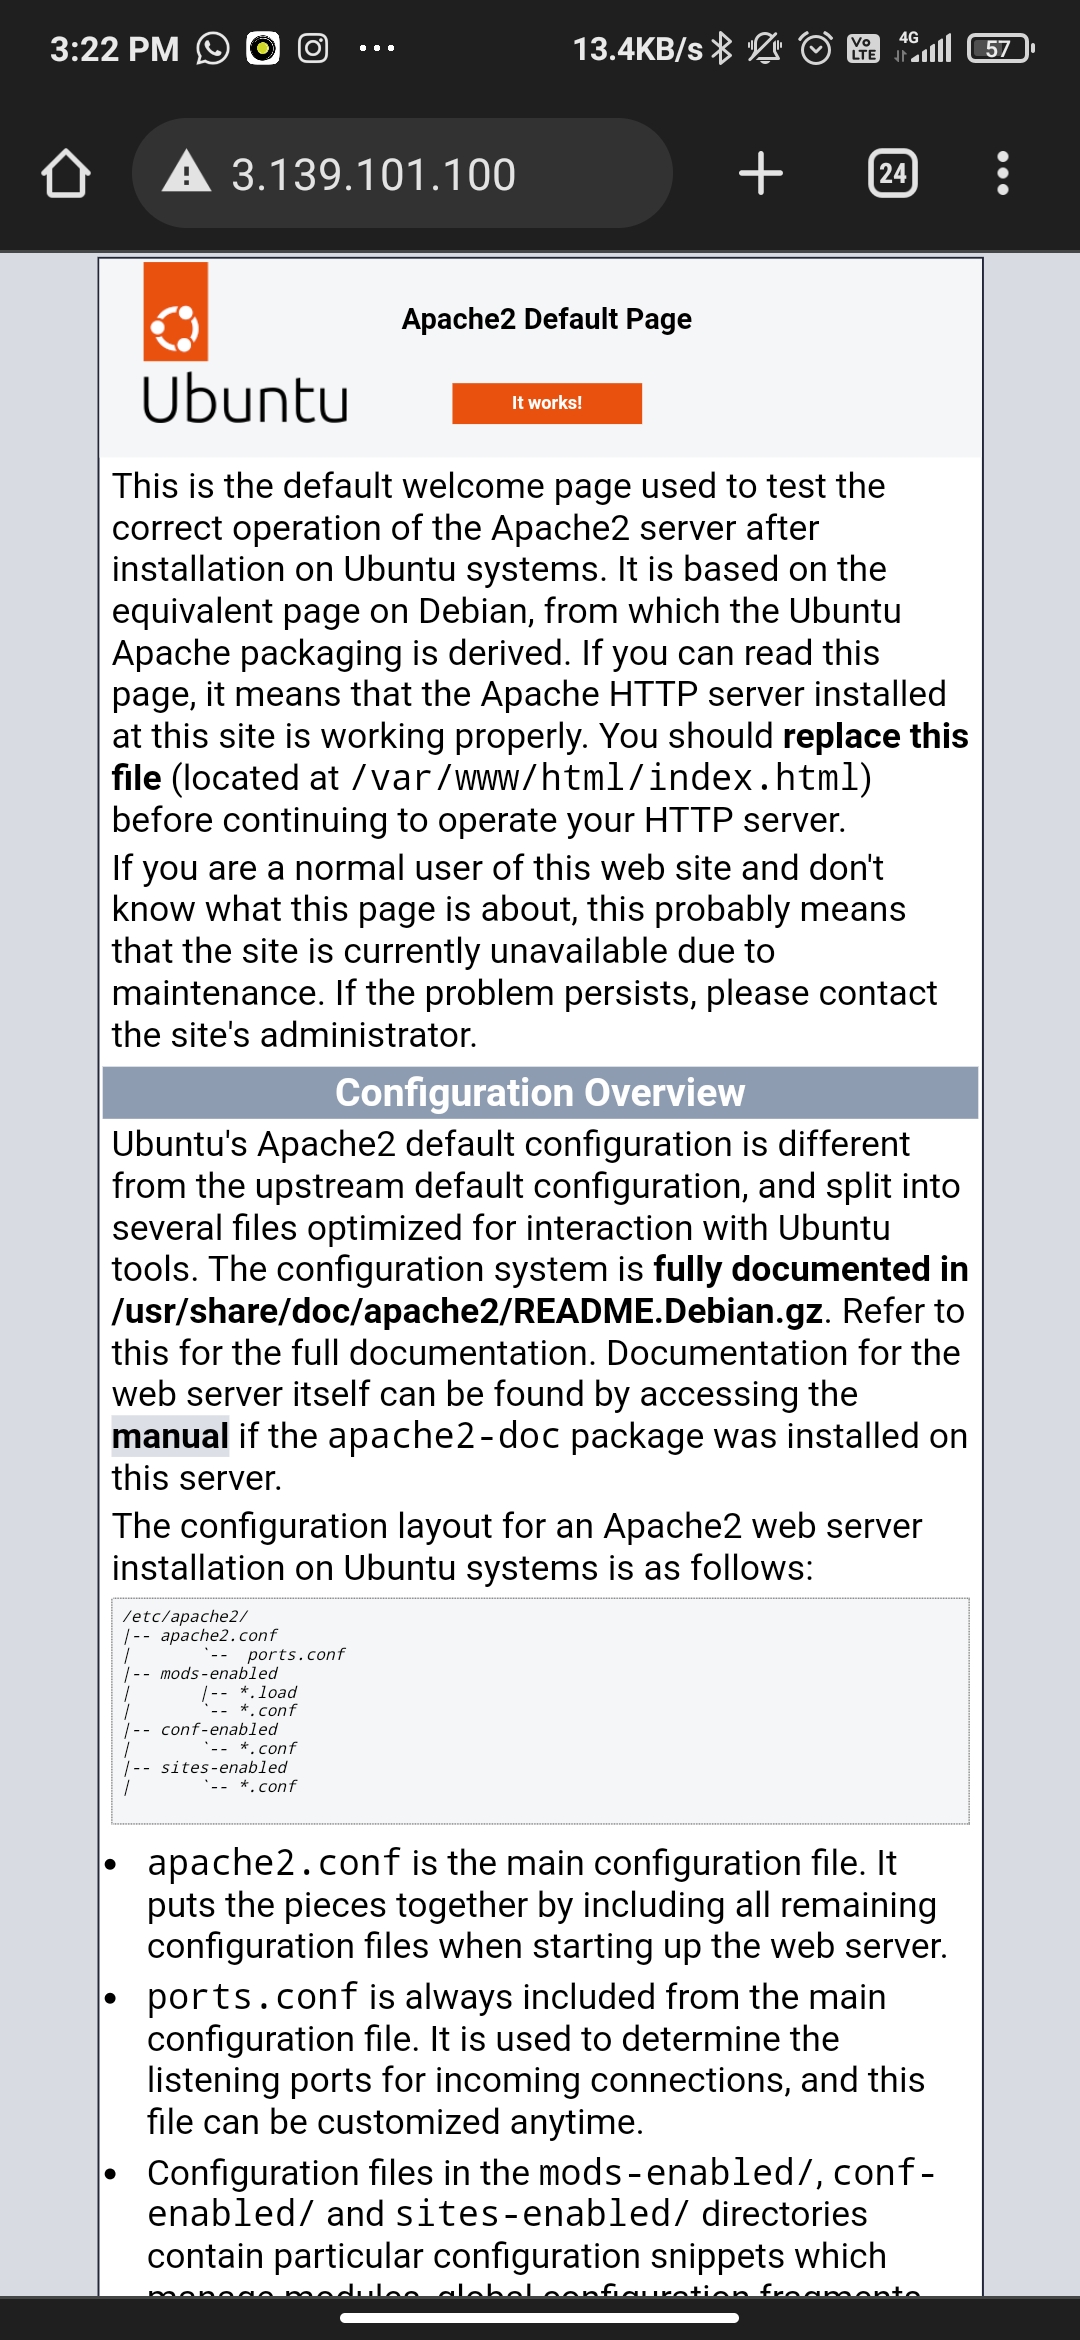 3:22 PM
13.4KB/s
4G
Vo
LTE
57
3.139.101.100
24
Ubuntu
Apache2 Default Page
It works!
This is the default welcome page used to test the
correct operation of the Apache2 server after
installation on Ubuntu systems. It is based on the
equivalent page on Debian, from which the Ubuntu
Apache packaging is derived. If you can read this
page, it means that the Apache HTTP server installed
at this site is working properly. You should replace this
file (located at /var/www/html/index.html)
before continuing to operate your HTTP server.
If you are a normal user of this web site and don't
know what this page is about, this probably means
that the site is currently unavailable due to
maintenance. If the problem persists, please contact
the site's administrator.
Configuration Overview
Ubuntu's Apache2 default configuration is different
from the upstream default configuration, and split into
several files optimized for interaction with Ubuntu
tools. The configuration system is fully documented in
/usr/share/doc/apache2/README.Debian.gz. Refer to
this for the full documentation. Documentation for the
web server itself can be found by accessing the
manual if the apache2-doc package was installed on
this server.
The configuration layout for an Apache2 web server
installation on Ubuntu systems is as follows:
/etc/apache2/
|-- apache2.conf
|       `--  ports.conf
|-- mods-enabled
|       |-- *.load
|       `-- *.conf
|-- conf-enabled
|       `-- *.conf
|-- sites-enabled
|       `-- *.conf
• apache2.conf is the main configuration file. It
puts the pieces together by including all remaining
configuration files when starting up the web server.
• ports.conf is always included from the main
configuration file. It is used to determine the
listening ports for incoming connections, and this
file can be customized anytime.
• Configuration files in the mods-enabled/, conf-
enabled/ and sites-enabled/ directories
contain particular configuration snippets which
manage modules, global configuration fragments,